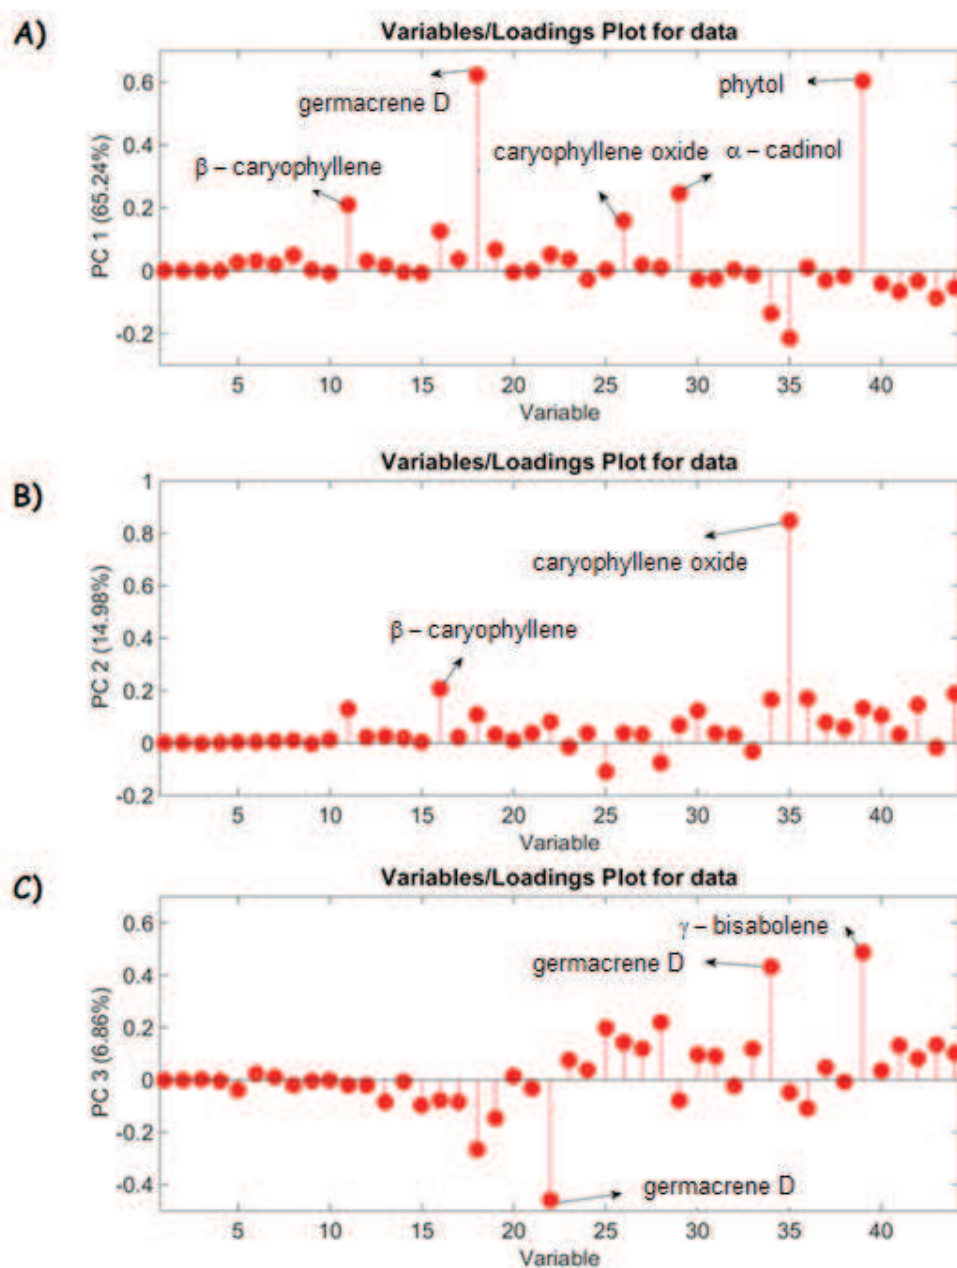 A)
Variables/Loadings Plot for data
PC 1 (65.24%)
0.6
0.4
0.2
0
-0.2
germacrene D
phytol
β – caryophyllene
caryophyllene oxide
α – cadinol
5 10 15 20 25 30 35 40
Variable
B)
Variables/Loadings Plot for data
PC 2 (14.98%)
1
0.8
0.6
0.4
0.2
0
-0.2
caryophyllene oxide
β – caryophyllene
5 10 15 20 25 30 35 40
Variable
C)
Variables/Loadings Plot for data
PC 3 (6.86%)
0.6
0.4
0.2
0
-0.2
-0.4
γ – bisabolene
germacrene D
germacrene D
5 10 15 20 25 30 35 40
Variable